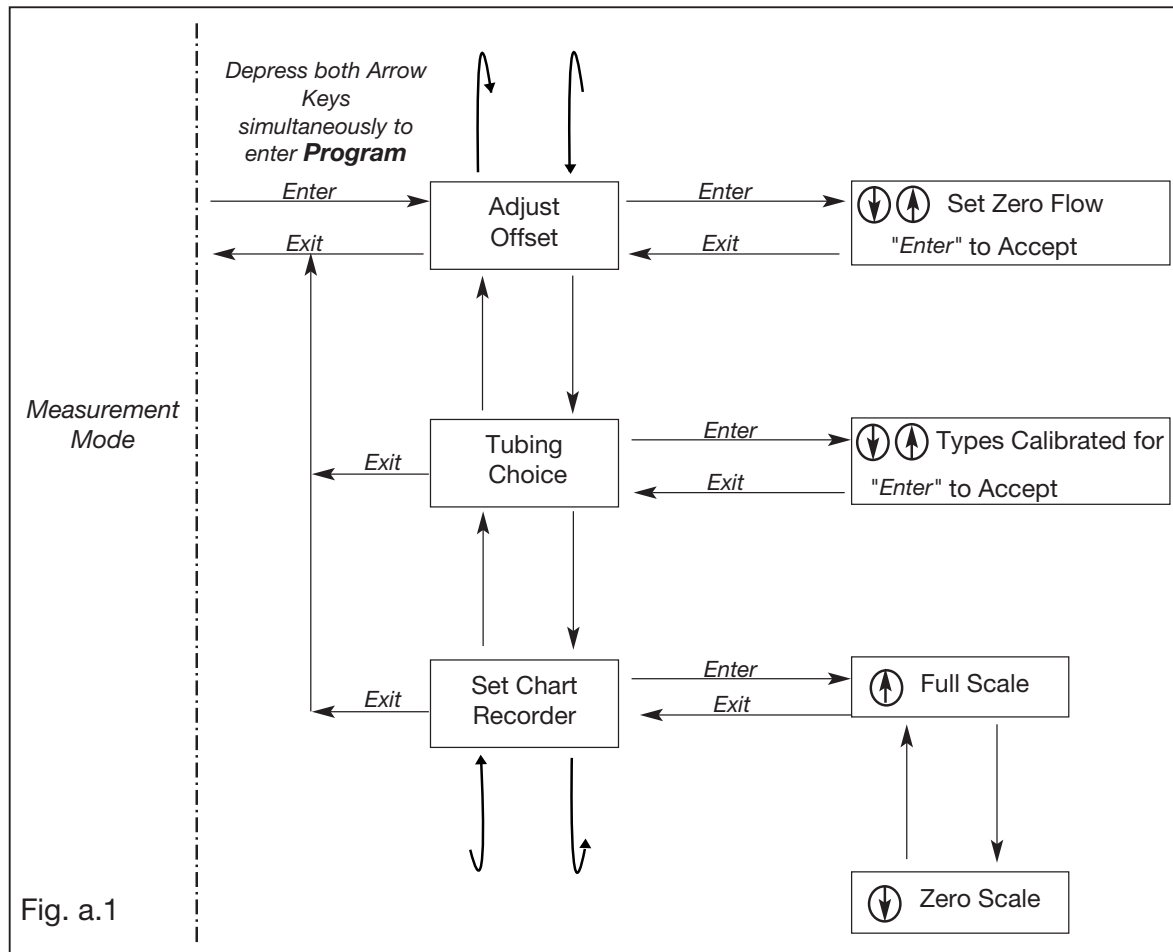 Depress both Arrow
Keys
simultaneously to
enter Program
Enter
Exit
Adjust
Offset
Enter
Exit
Set Zero Flow
"Enter" to Accept
Measurement
Mode
Exit
Tubing
Choice
Enter
Exit
Types Calibrated for
"Enter" to Accept
Exit
Set Chart
Recorder
Enter
Exit
Full Scale
Zero Scale
Fig. a.1